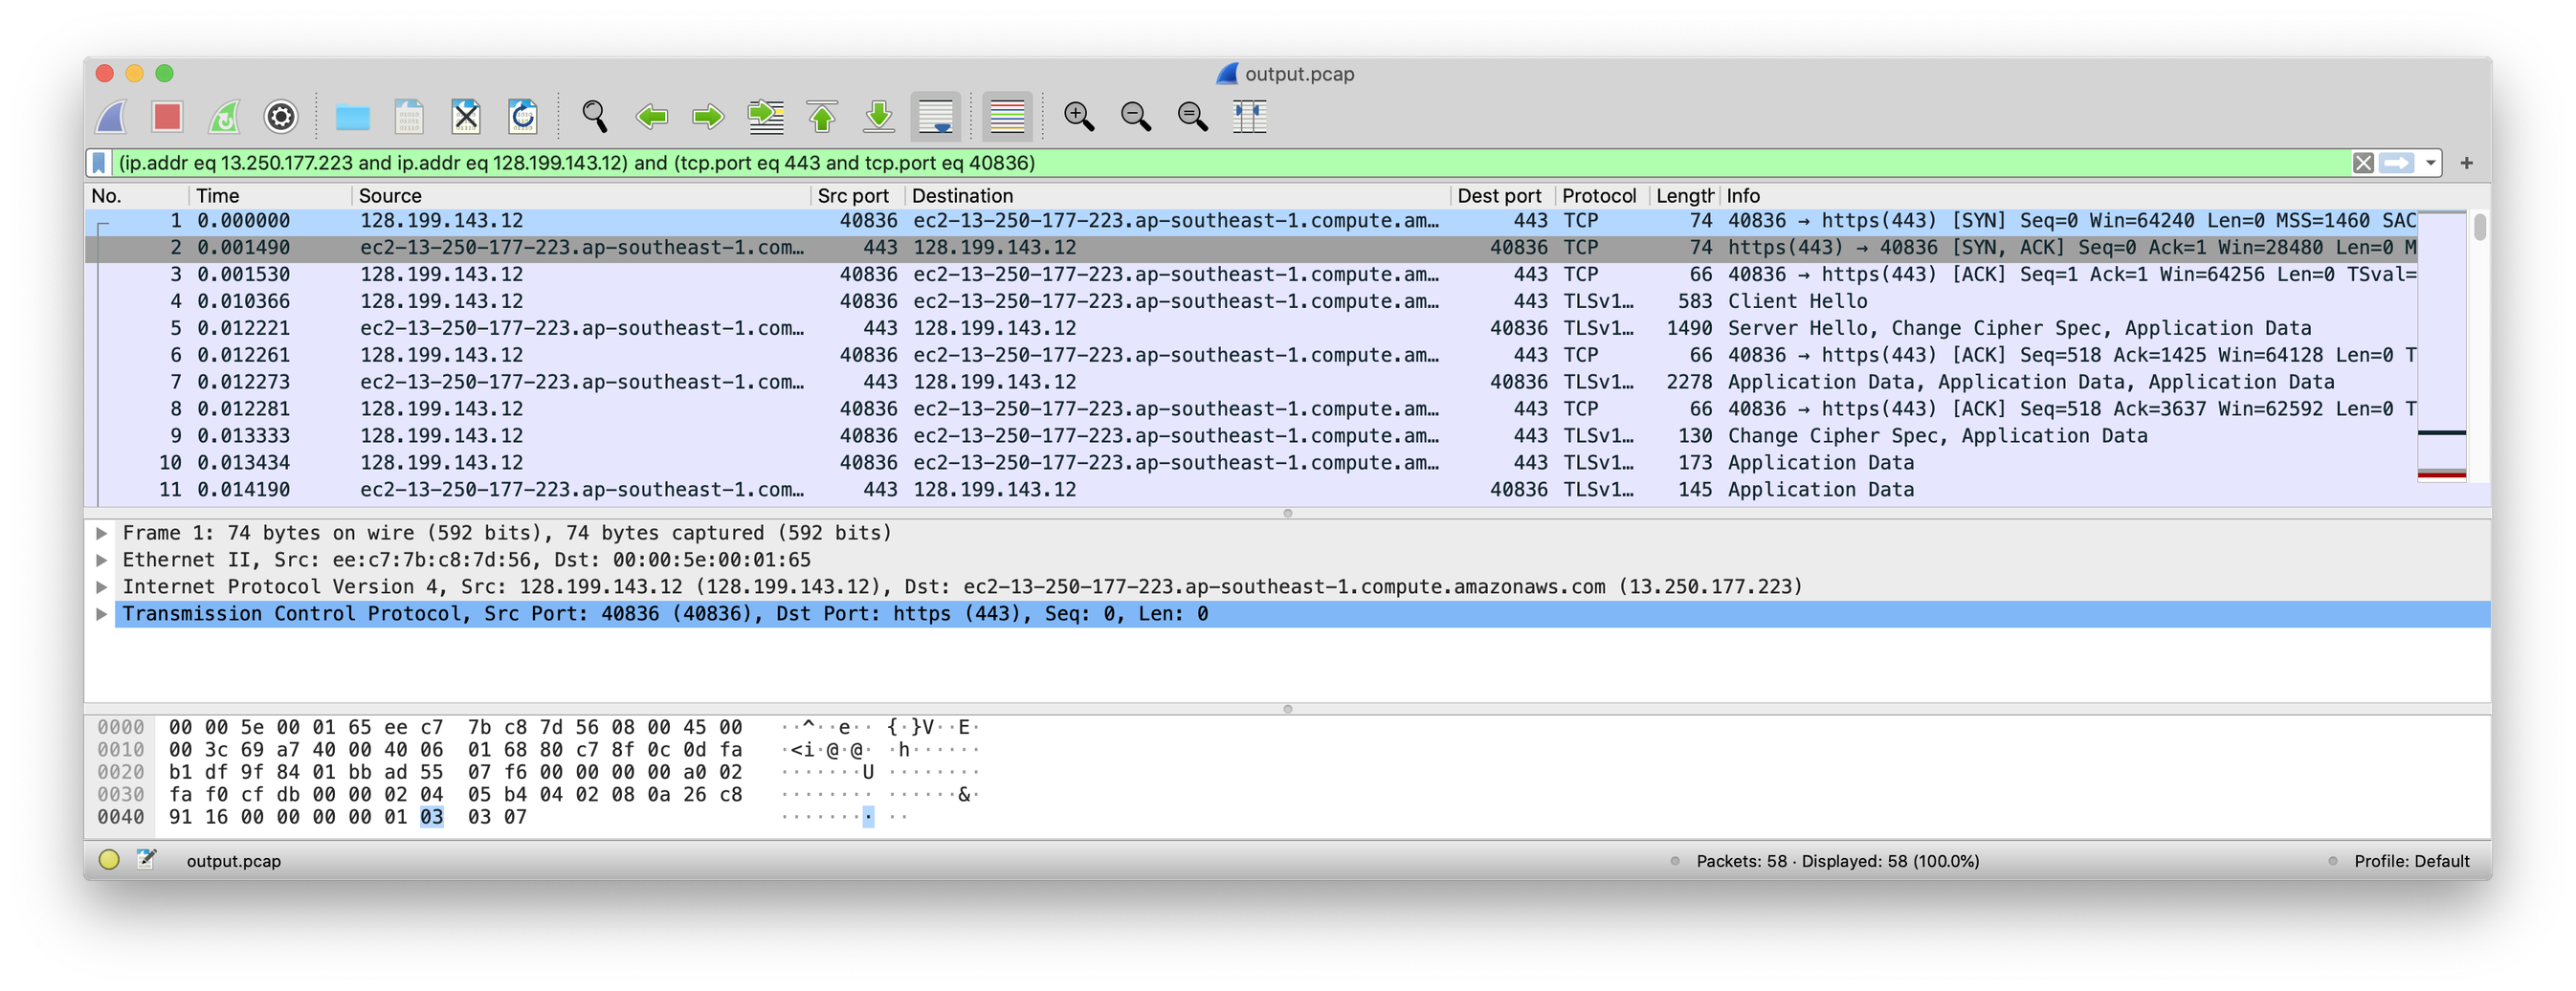 output.pcap
(ip.addr eq 13.250.177.223 and ip.addr eq 128.199.143.12) and (tcp.port eq 443 and tcp.port eq 40836)
No. Time Source Src port Destination Dest port Protocol Length Info
1 0.000000 128.199.143.12 40836 ec2-13-250-177-223.ap-southeast-1.compute.am… 443 TCP 74 40836 → https(443) [SYN] Seq=0 Win=64240 Len=0 MSS=1460 SAC
2 0.001490 ec2-13-250-177-223.ap-southeast-1.com… 443 128.199.143.12 40836 TCP 74 https(443) → 40836 [SYN, ACK] Seq=0 Ack=1 Win=28480 Len=0 M
3 0.001530 128.199.143.12 40836 ec2-13-250-177-223.ap-southeast-1.compute.am… 443 TCP 66 40836 → https(443) [ACK] Seq=1 Ack=1 Win=64256 Len=0 TSval=
4 0.010366 128.199.143.12 40836 ec2-13-250-177-223.ap-southeast-1.compute.am… 443 TLSv1… 583 Client Hello
5 0.012221 ec2-13-250-177-223.ap-southeast-1.com… 443 128.199.143.12 40836 TLSv1… 1490 Server Hello, Change Cipher Spec, Application Data
6 0.012261 128.199.143.12 40836 ec2-13-250-177-223.ap-southeast-1.compute.am… 443 TCP 66 40836 → https(443) [ACK] Seq=518 Ack=1425 Win=64128 Len=0 T
7 0.012273 ec2-13-250-177-223.ap-southeast-1.com… 443 128.199.143.12 40836 TLSv1… 2278 Application Data, Application Data, Application Data
8 0.012281 128.199.143.12 40836 ec2-13-250-177-223.ap-southeast-1.compute.am… 443 TCP 66 40836 → https(443) [ACK] Seq=518 Ack=3637 Win=62592 Len=0 T
9 0.013333 128.199.143.12 40836 ec2-13-250-177-223.ap-southeast-1.compute.am… 443 TLSv1… 130 Change Cipher Spec, Application Data
10 0.013434 128.199.143.12 40836 ec2-13-250-177-223.ap-southeast-1.compute.am… 443 TLSv1… 173 Application Data
11 0.014190 ec2-13-250-177-223.ap-southeast-1.com… 443 128.199.143.12 40836 TLSv1… 145 Application Data
Frame 1: 74 bytes on wire (592 bits), 74 bytes captured (592 bits)
Ethernet II, Src: ee:c7:7b:c8:7d:56, Dst: 00:00:5e:00:01:65
Internet Protocol Version 4, Src: 128.199.143.12 (128.199.143.12), Dst: ec2-13-250-177-223.ap-southeast-1.compute.amazonaws.com (13.250.177.223)
Transmission Control Protocol, Src Port: 40836 (40836), Dst Port: https (443), Seq: 0, Len: 0
0000 00 00 5e 00 01 65 ee c7 7b c8 7d 56 08 00 45 00 ··^··e·· {·}V··E·
0010 00 3c 69 a7 40 00 40 06 01 68 80 c7 8f 0c 0d fa ·<i·@·@· ·h······
0020 b1 df 9f 84 01 bb ad 55 07 f6 00 00 00 00 a0 02 ·······U ········
0030 fa f0 cf db 00 00 02 04 05 b4 04 02 08 0a 26 c8 ········ ······&·
0040 91 16 00 00 00 00 01 03 03 07 ········ ··
output.pcap Packets: 58 · Displayed: 58 (100.0%) Profile: Default